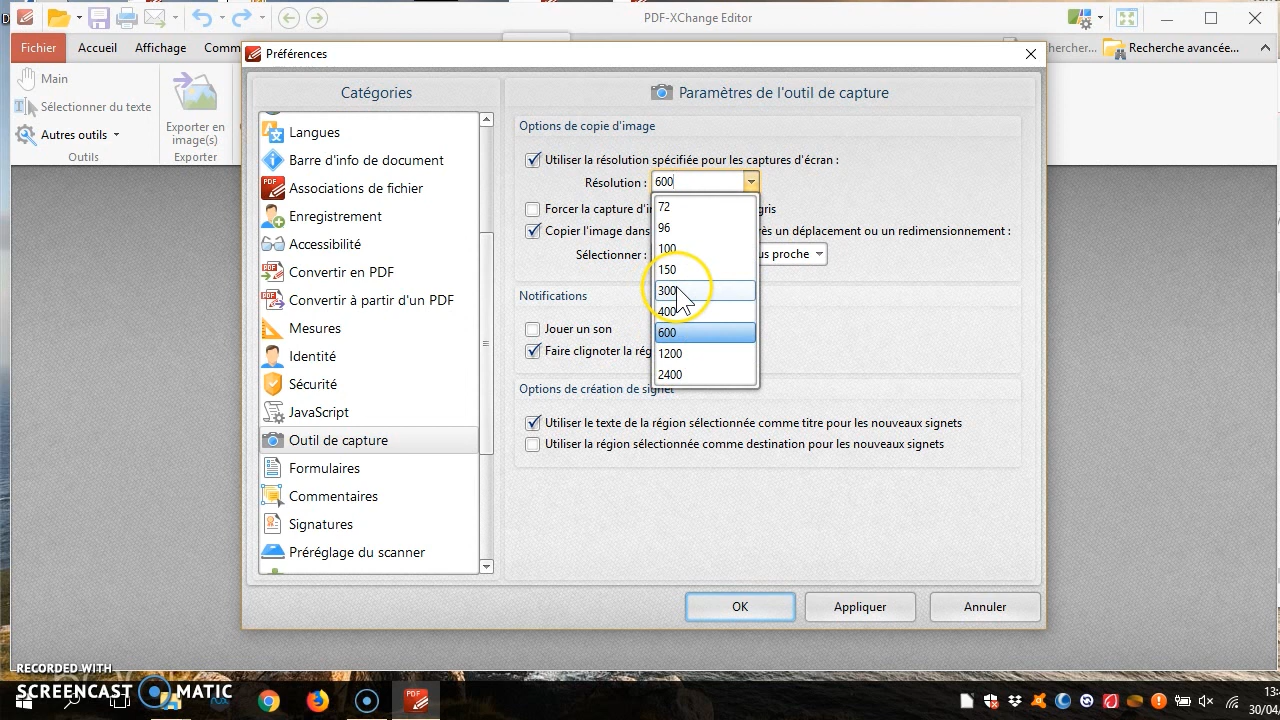 PDF-XChange Editor
Fichier Accueil Affichage Comm
hercher... Recherche avancée...
Main
Sélectionner du texte
Autres outils
Outils
Exporter en
image(s)
Exporter
Préférences
Catégories
Langues
Barre d'info de document
Associations de fichier
Enregistrement
Accessibilité
Convertir en PDF
Convertir à partir d'un PDF
Mesures
Identité
Sécurité
JavaScript
Outil de capture
Formulaires
Commentaires
Signatures
Préréglage du scanner
Paramètres de l'outil de capture
Options de copie d'image
Utiliser la résolution spécifiée pour les captures d'écran :
Résolution : 600
72
96
100
150
300
400
600
1200
2400
Forcer la capture d'i gris
Copier l'image dans rès un déplacement ou un redimensionnement :
Sélectionner : us proche
Notifications
Jouer un son
Faire clignoter la rég
Options de création de signet
Utiliser le texte de la région sélectionnée comme titre pour les nouveaux signets
Utiliser la région sélectionnée comme destination pour les nouveaux signets
OK Appliquer Annuler
RECORDED WITH
SCREENCAST MATIC
PDF
13:
30/04